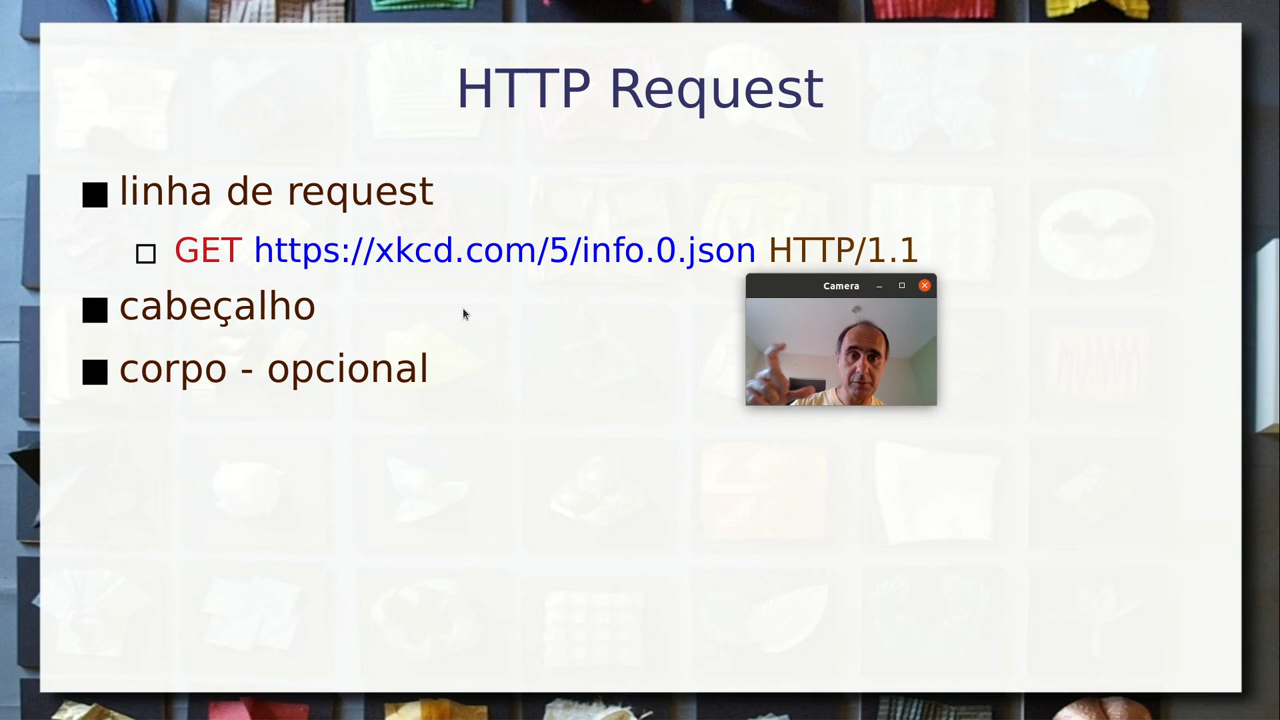 HTTP Request
linha de request
GET https://xkcd.com/5/info.0.json HTTP/1.1
cabeçalho
Camera
corpo - opcional